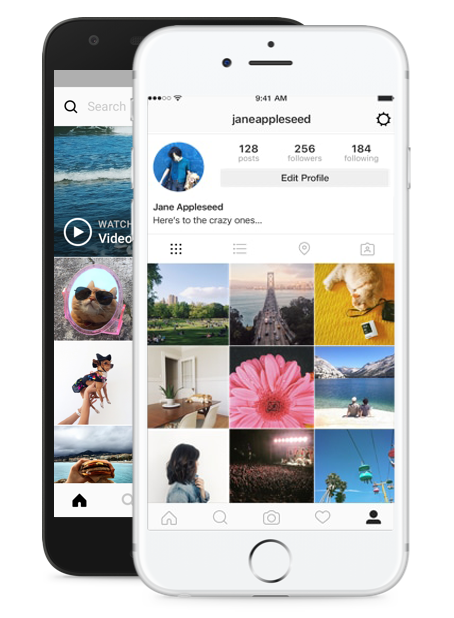 Search
WATCH
Video
9:41 AM
janeappleseed
128
posts
256
followers
184
following
Edit Profile
Jane Appleseed
Here's to the crazy ones...